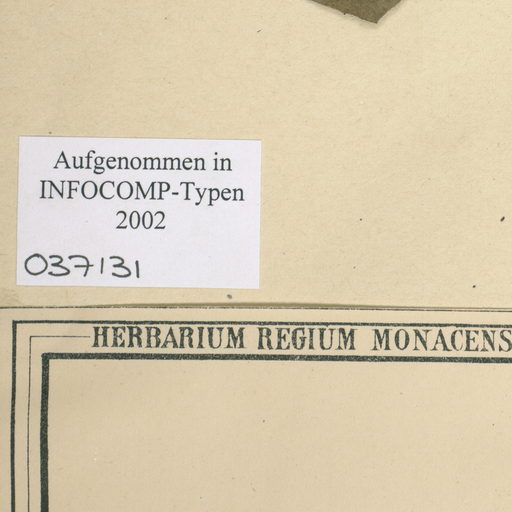 Aufgenommen in
INFOCOMP-Typen
2002
037131
HERBARIUM REGIUM MONACENS